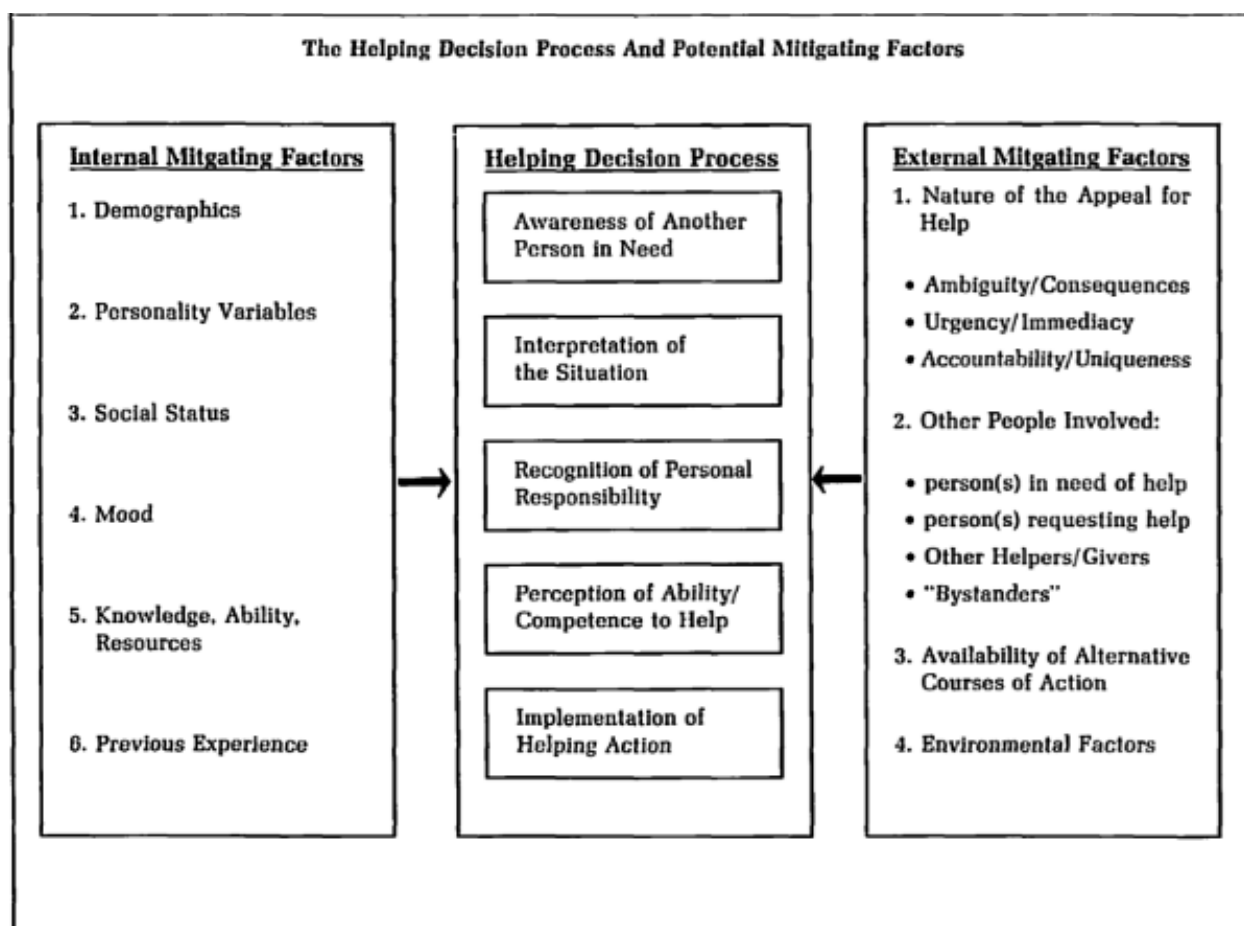 The Helping Decision Process And Potential Mitigating Factors
Internal Mitgating Factors
1. Demographics
2. Personality Variables
3. Social Status
4. Mood
5. Knowledge, Ability,
Resources
6. Previous Experience
Helping Decision Process
Awareness of Another
Person in Need
Interpretation of
the Situation
Recognition of Personal
Responsibility
Perception of Ability/
Competence to Help
Implementation of
Helping Action
External Mitgating Factors
1. Nature of the Appeal for
Help
• Ambiguity/Consequences
• Urgency/Immediacy
• Accountability/Uniqueness
2. Other People Involved:
• person(s) in need of help
• person(s) requesting help
• Other Helpers/Givers
• "Bystanders"
3. Availability of Alternative
Courses of Action
4. Environmental Factors